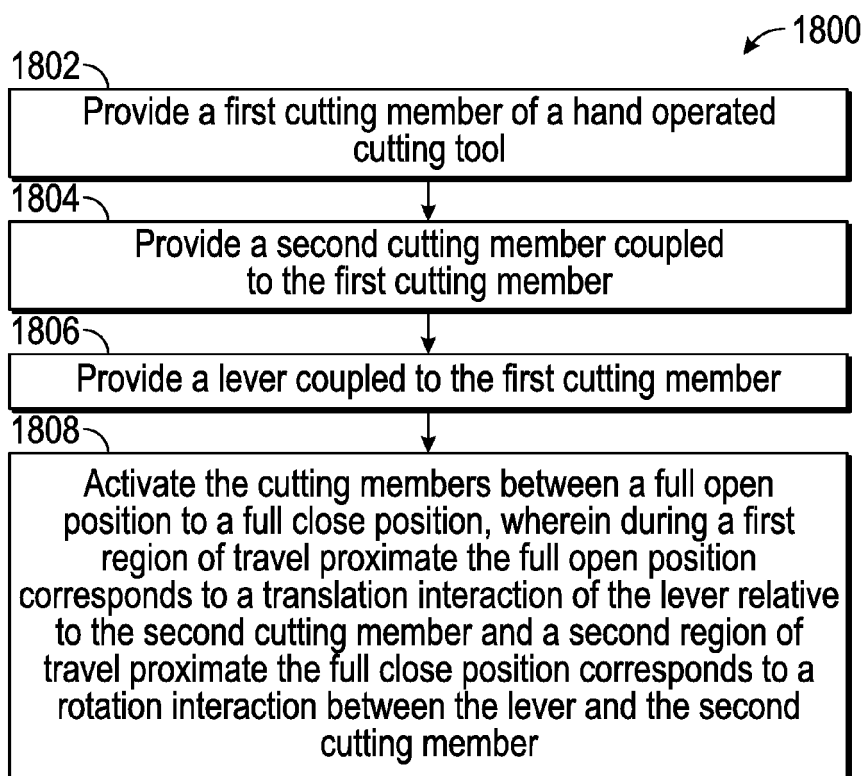 1800
1802
Provide a first cutting member of a hand operated
cutting tool
1804
Provide a second cutting member coupled
to the first cutting member
1806
Provide a lever coupled to the first cutting member
1808
Activate the cutting members between a full open
position to a full close position, wherein during a first
region of travel proximate the full open position
corresponds to a translation interaction of the lever relative
to the second cutting member and a second region of
travel proximate the full close position corresponds to a
rotation interaction between the lever and the second
cutting member